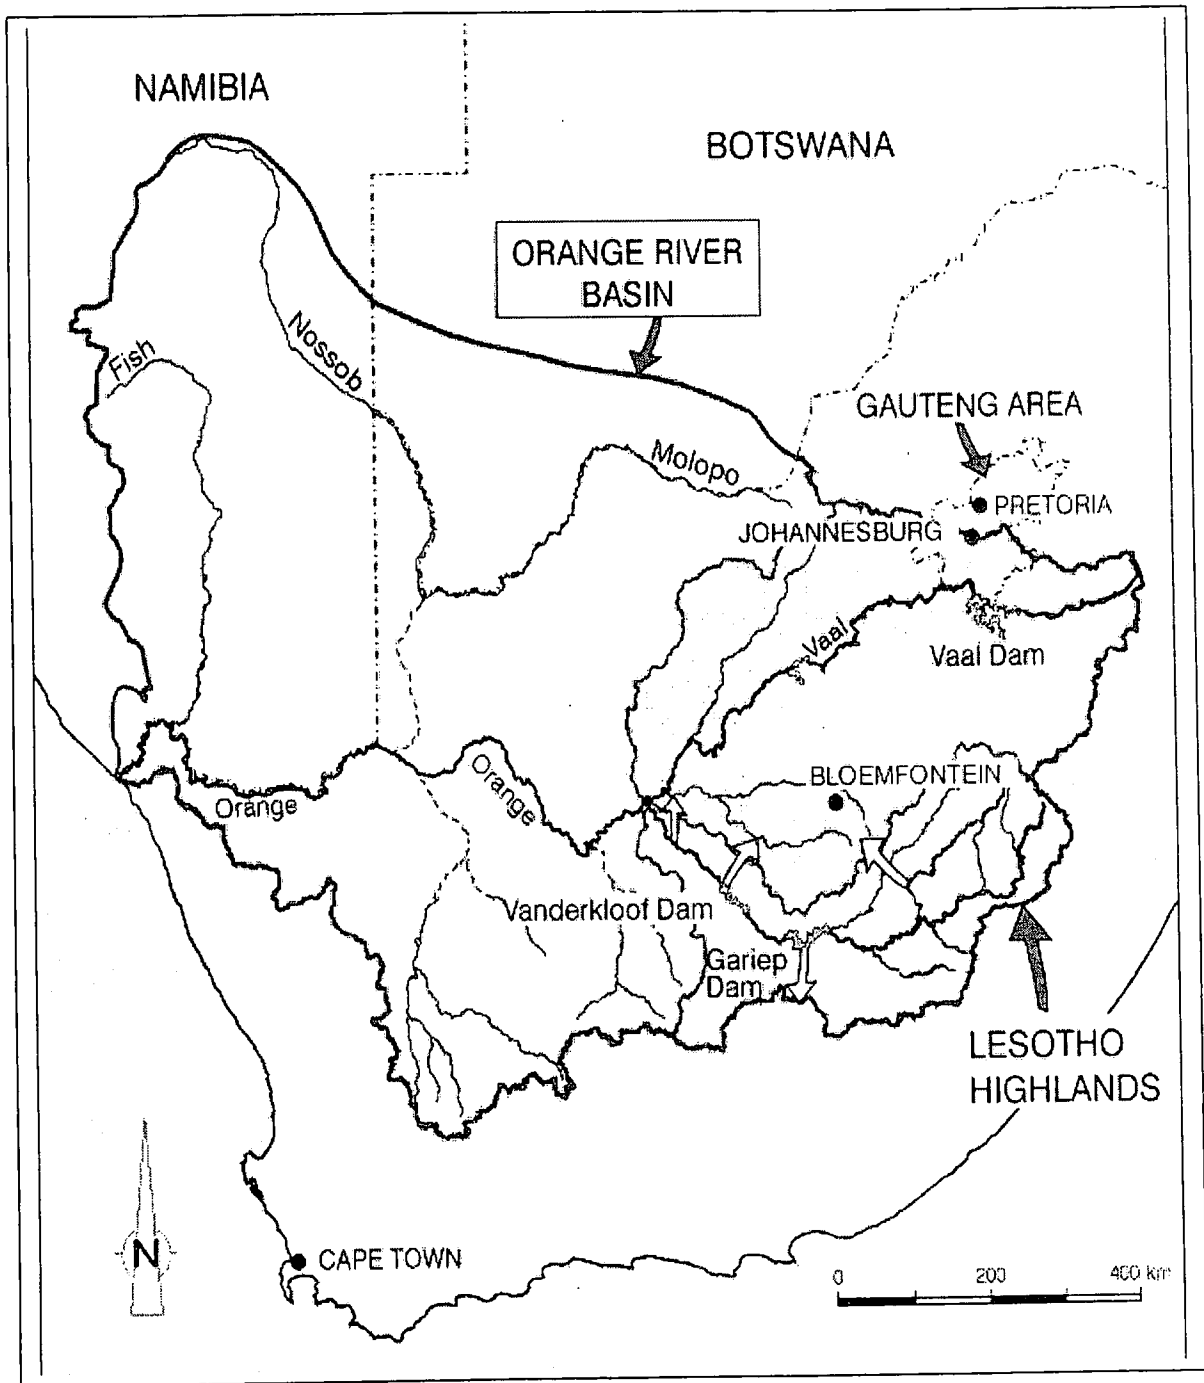 NAMIBIA
BOTSWANA
ORANGE RIVER
BASIN
Nossob
Fish
GAUTENG AREA
Molopo
PRETORIA
JOHANNESBURG
Vaal
Vaal Dam
BLOEMFONTEIN
Orange
Orange
Vanderkloof Dam
Gariep
Dam
LESOTHO
HIGHLANDS
N
CAPE TOWN
0 200 400 km